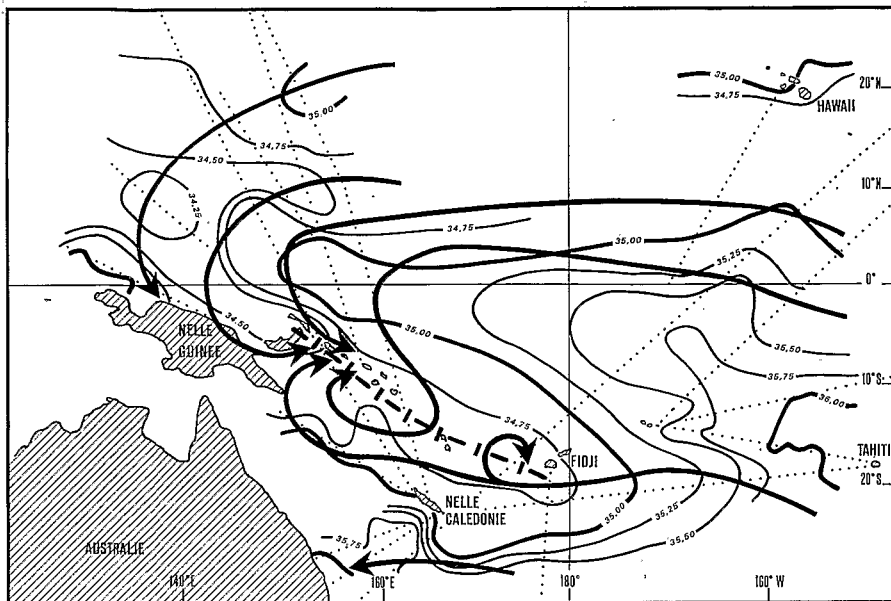 35,00
34,75
20°N
HAWAII
35,00
34,75
34,50
34,25
10°N
34,75
35,00
35,25
0°
34,50
NELLE
GUINEE
35,00
35,50
35,75
10°S
36,00
34,75
TAHITI
FIDJI
20°S
NELLE
CALEDONIE
35,00
35,25
35,50
35,75
AUSTRALIE
140°E
160°E
180°
160°W